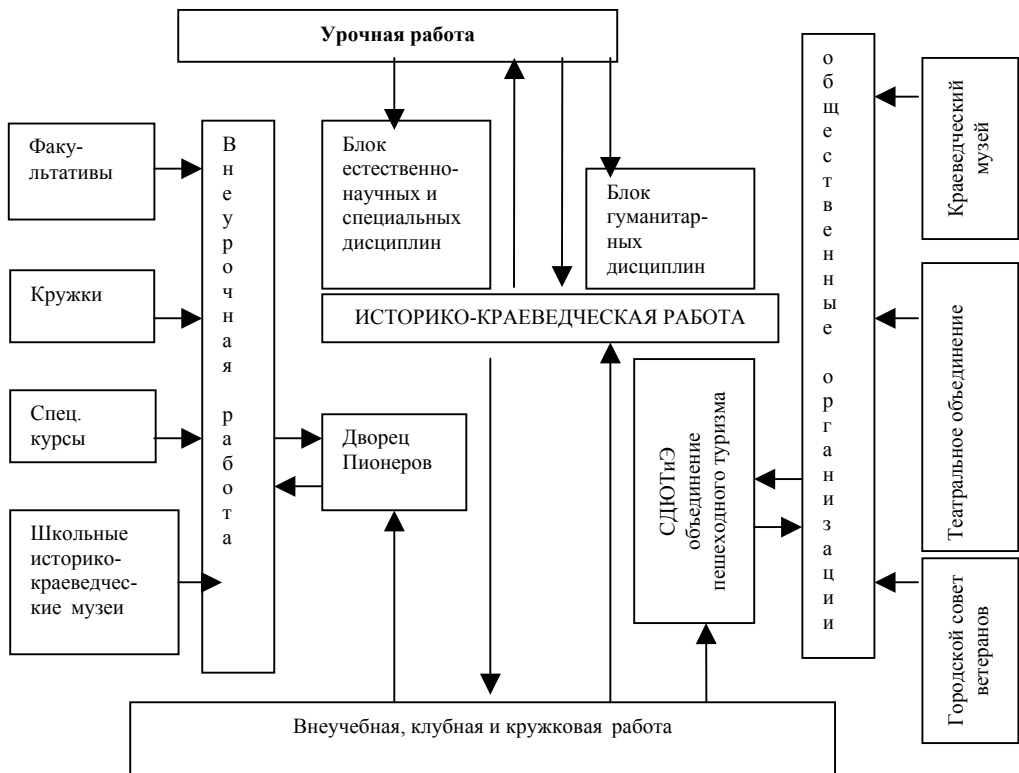 Урочная работа
Факу-
льтативы
Кружки
Спец.
курсы
Школьные
историко-
краеведчес-
кие музеи
Внеурочная работа
Блок
естественно-
научных и
специальных
дисциплин
Блок
гуманитар-
ных
дисциплин
ИСТОРИКО-КРАЕВЕДЧЕСКАЯ РАБОТА
Дворец
Пионеров
СДЮТиЭ
объединение
пешеходного туризма
общественные организации
Краеведческий
музей
Театральное объединение
Городской совет
ветеранов
Внеучебная, клубная и кружковая работа